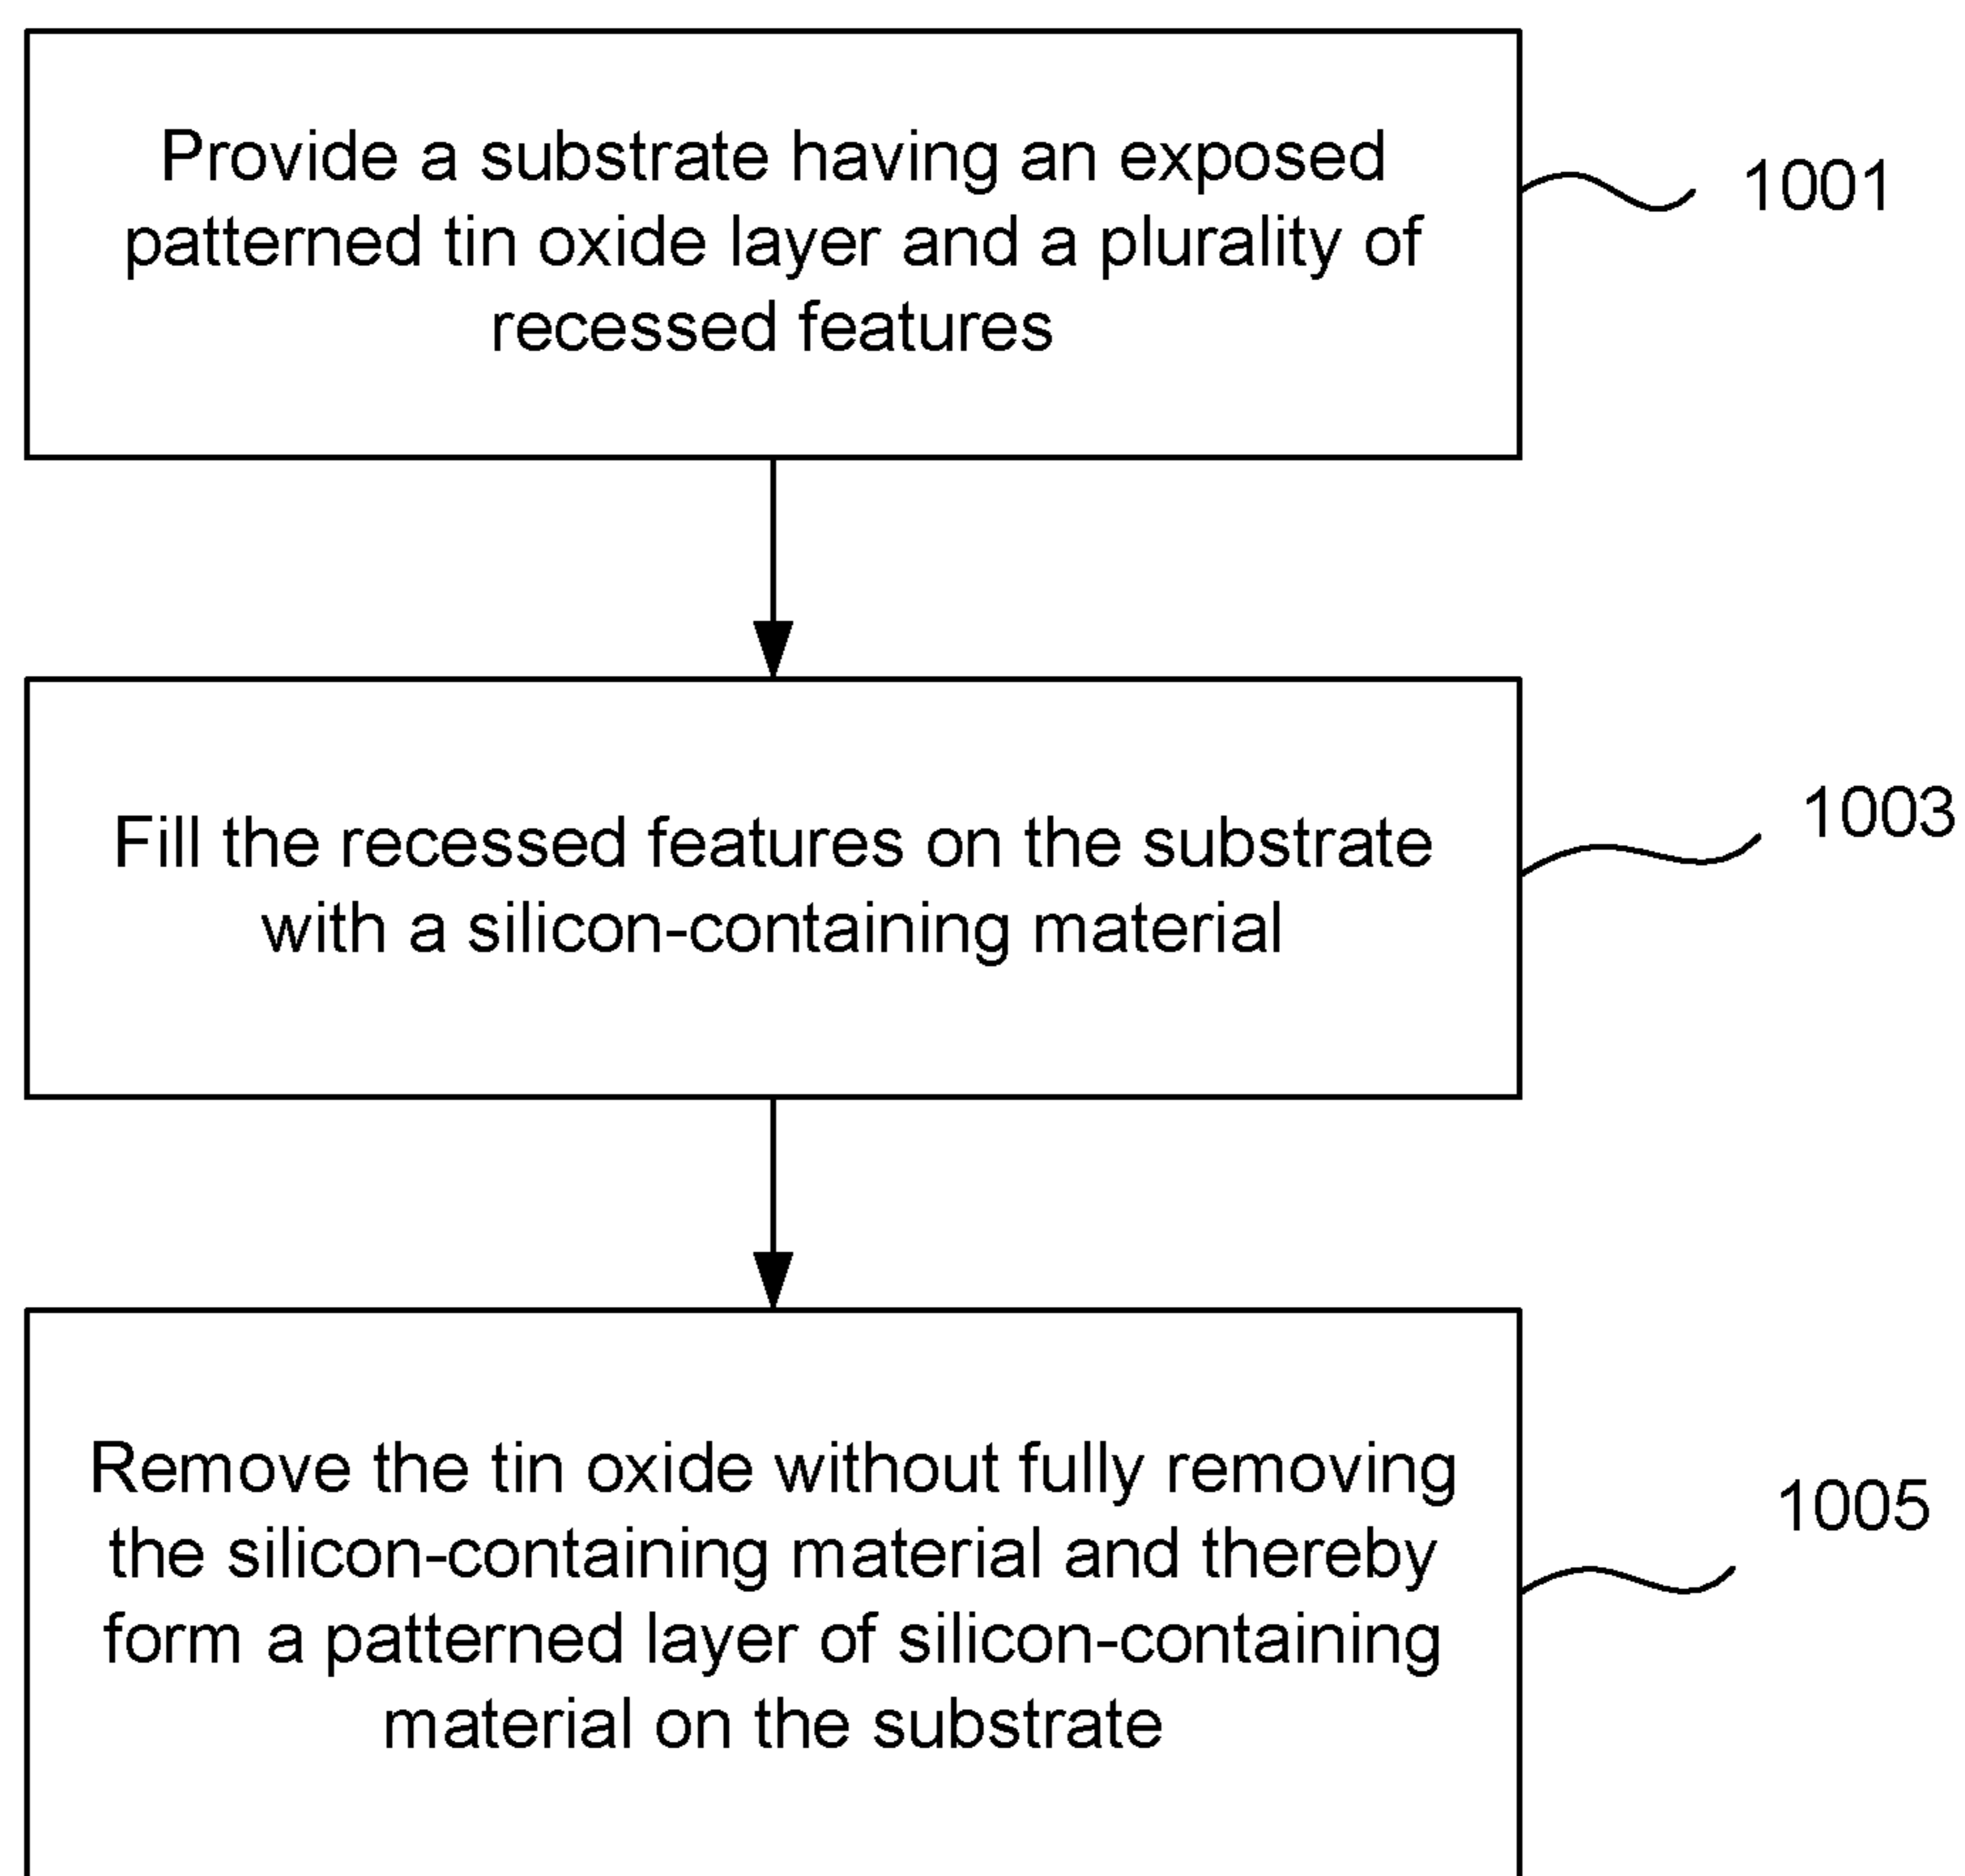 Provide a substrate having an exposed
patterned tin oxide layer and a plurality of
recessed features
1001
Fill the recessed features on the substrate
with a silicon-containing material
1003
Remove the tin oxide without fully removing
the silicon-containing material and thereby
form a patterned layer of silicon-containing
material on the substrate
1005